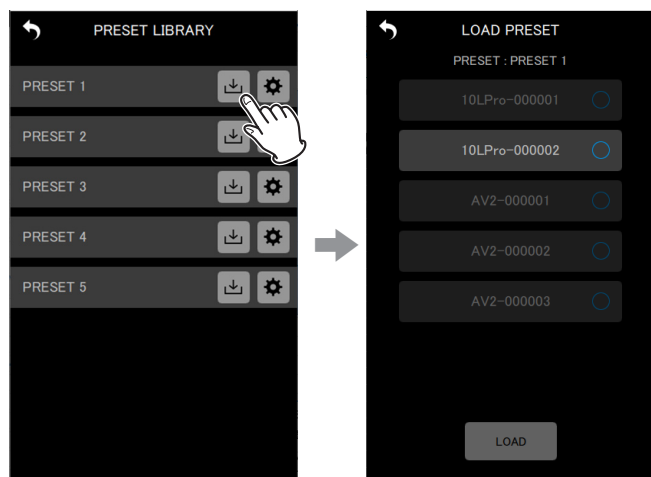 PRESET LIBRARY
PRESET 1
PRESET 2
PRESET 3
PRESET 4
PRESET 5
LOAD PRESET
PRESET : PRESET 1
10LPro-000001
10LPro-000002
AV2-000001
AV2-000002
AV2-000003
LOAD